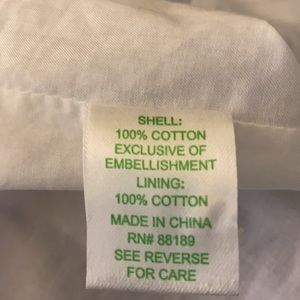 SHELL:
100% COTTON
EXCLUSIVE OF
EMBELLISHMENT
LINING:
100% COTTON
MADE IN CHINA
RN# 88189
SEE REVERSE
FOR CARE